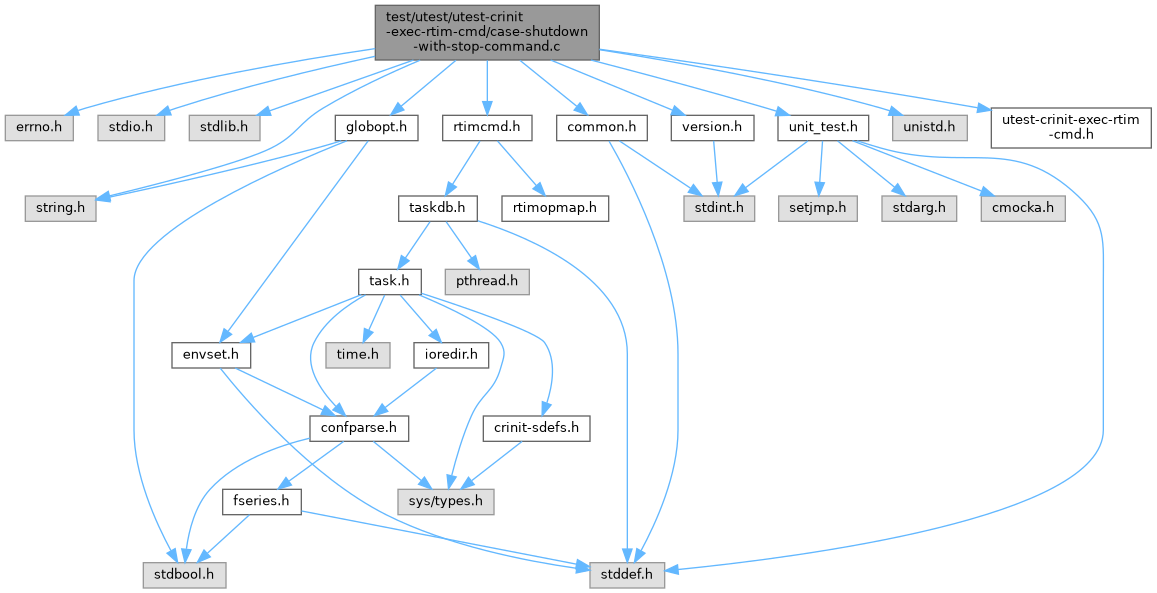 test/utest/utest-crinit
-exec-rtim-cmd/case-shutdown
-with-stop-command.c
errno.h
stdio.h
stdlib.h
globopt.h
rtimcmd.h
common.h
version.h
unit_test.h
unistd.h
utest-crinit-exec-rtim
-cmd.h
string.h
taskdb.h
rtimopmap.h
stdint.h
setjmp.h
stdarg.h
cmocka.h
task.h
pthread.h
envset.h
time.h
ioredir.h
confparse.h
crinit-sdefs.h
fseries.h
sys/types.h
stdbool.h
stddef.h